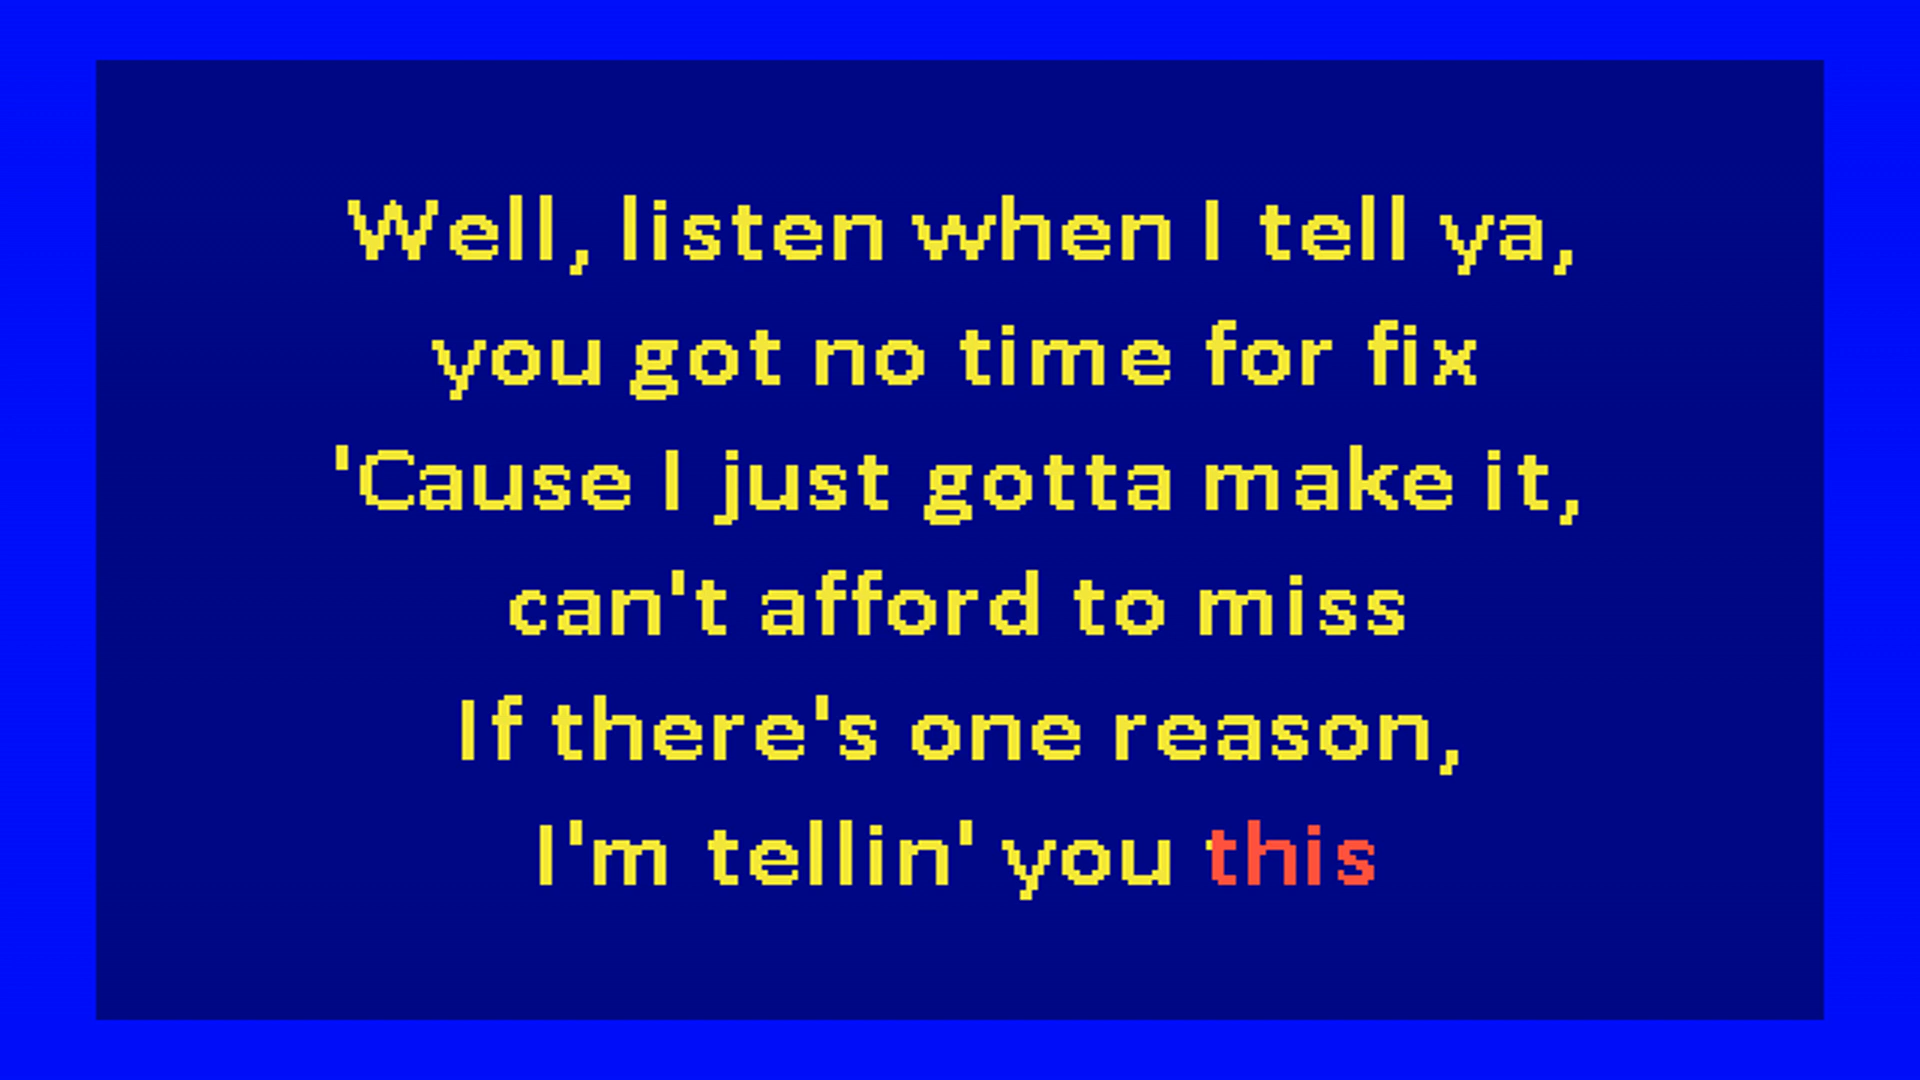 Well, listen when I tell ya,
you got no time for fix
'Cause I just gotta make it,
can't afford to miss
If there's one reason,
I'm tellin' you this